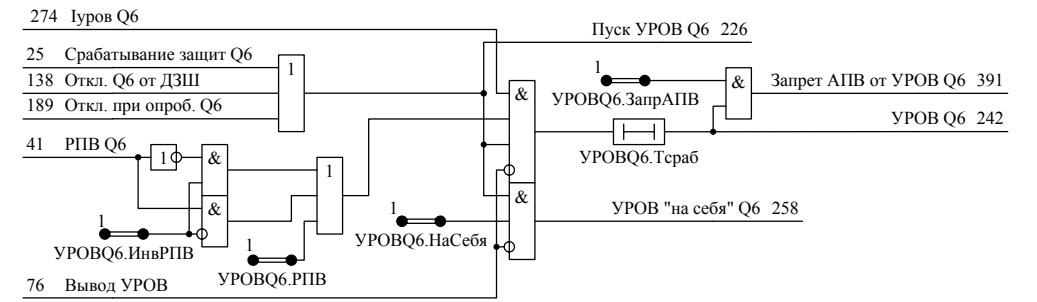 274 Iуров Q6
Пуск УРОВ Q6 226
25 Срабатывание защит Q6
1
1
&
138 Откл. Q6 от ДЗШ
&
Запрет АПВ от УРОВ Q6 391
УРОВQ6.ЗапрАПВ
189 Откл. при опроб. Q6
УРОВ Q6 242
41 РПВ Q6
1
&
1
УРОВQ6.Тсраб
&
1
1
&
УРОВ "на себя" Q6 258
УРОВQ6.НаСебя
УРОВQ6.ИнвРПВ
1
УРОВQ6.РПВ
76 Вывод УРОВ